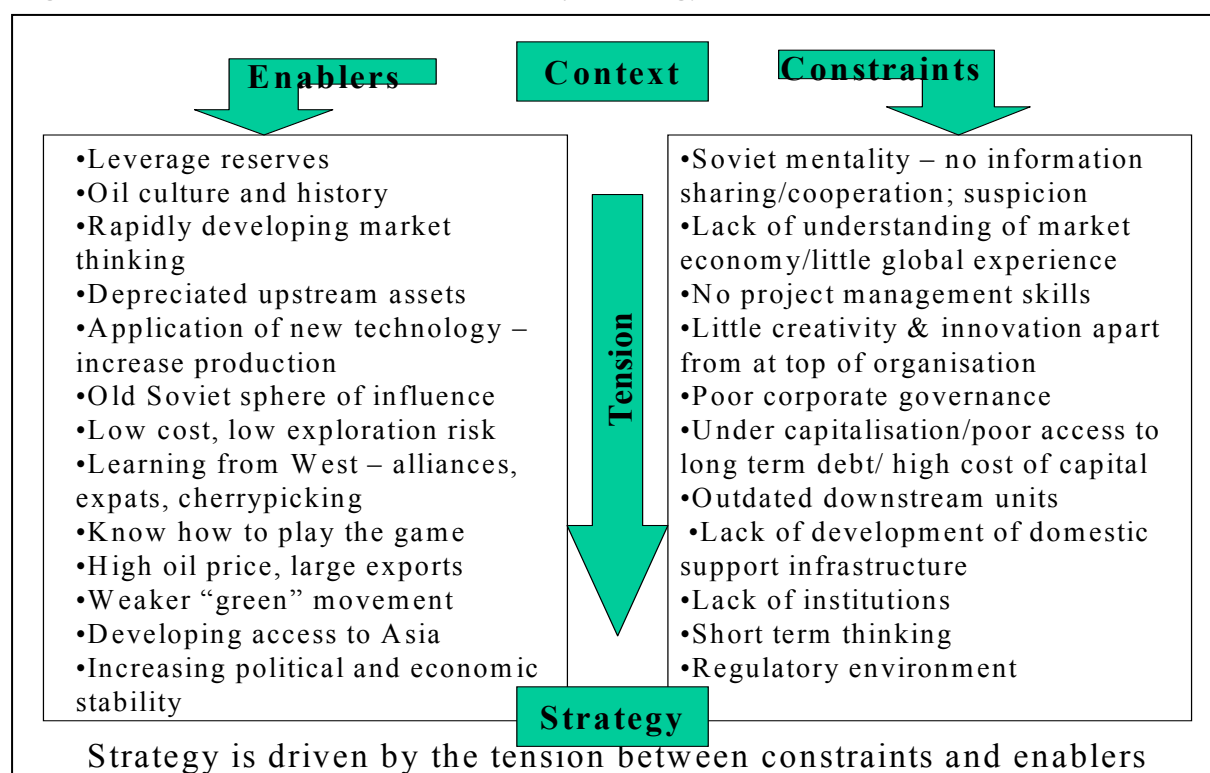 Enablers
Context
Constraints
•Leverage reserves
•Oil culture and history
•Rapidly developing market
thinking
•Depreciated upstream assets
•Application of new technology –
increase production
•Old Soviet sphere of influence
•Low cost, low exploration risk
•Learning from West – alliances,
expats, cherrypicking
•Know how to play the game
•High oil price, large exports
•Weaker “green” movement
•Developing access to Asia
•Increasing political and economic
stability
Tension
•Soviet mentality – no information
sharing/cooperation; suspicion
•Lack of understanding of market
economy/little global experience
•No project management skills
•Little creativity & innovation apart
from at top of organisation
•Poor corporate governance
•Under capitalisation/poor access to
long term debt/ high cost of capital
•Outdated downstream units
•Lack of development of domestic
support infrastructure
•Lack of institutions
•Short term thinking
•Regulatory environment
Strategy
Strategy is driven by the tension between constraints and enablers